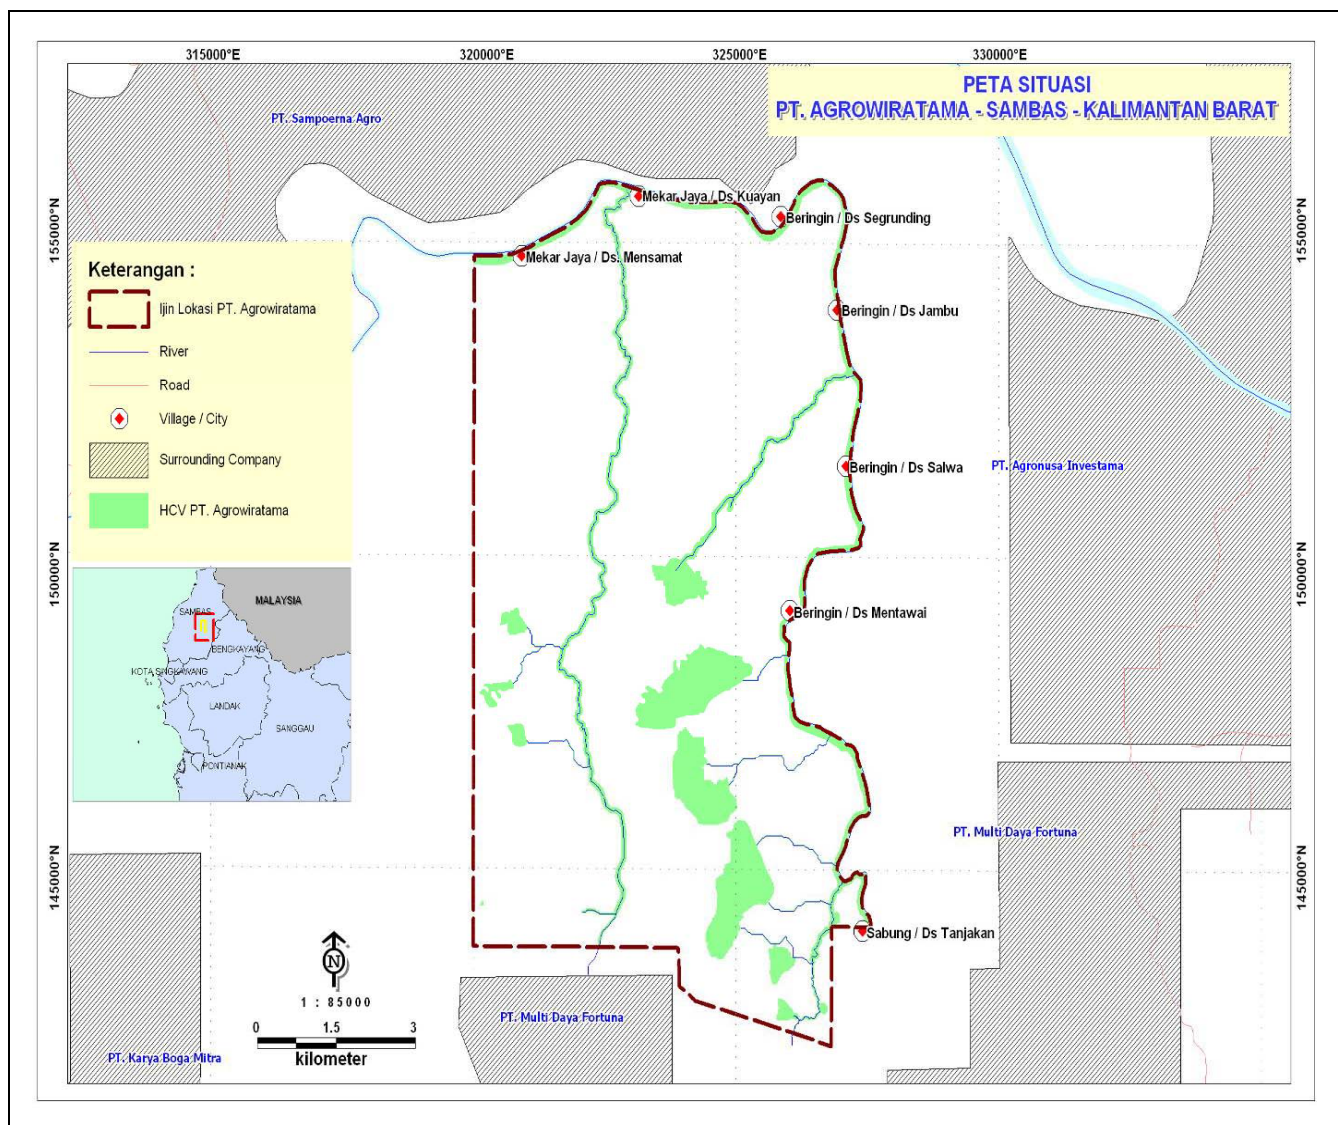 315000°E
320000°E
325000°E
330000°E
PETA SITUASI
PT. AGROWIRATAMA - SAMBAS - KALIMANTAN BARAT
PT. Sampoerna Agro
Mekar Jaya / Ds Kuayan
Beringin / Ds Segrunding
Mekar Jaya / Ds. Mensamat
Beringin / Ds Jambu
Beringin / Ds Salwa
PT. Agronusa Investama
Beringin / Ds Mentawai
PT. Multi Daya Fortuna
Sabung / Ds Tanjakan
PT. Multi Daya Fortuna
PT. Karya Boga Mitra
155000°N
150000°N
145000°N
155000°N
150000°N
145000°N
Keterangan :
Ijin Lokasi PT. Agrowiratama
River
Road
Village / City
Surrounding Company
HCV PT. Agrowiratama
MALAYSIA
SAMBAS
BENGKAYANG
KOTA SINGKAWANG
LANDAK
SANGGAU
PONTIANAK
N
1 : 85000
0 1.5 3
kilometer